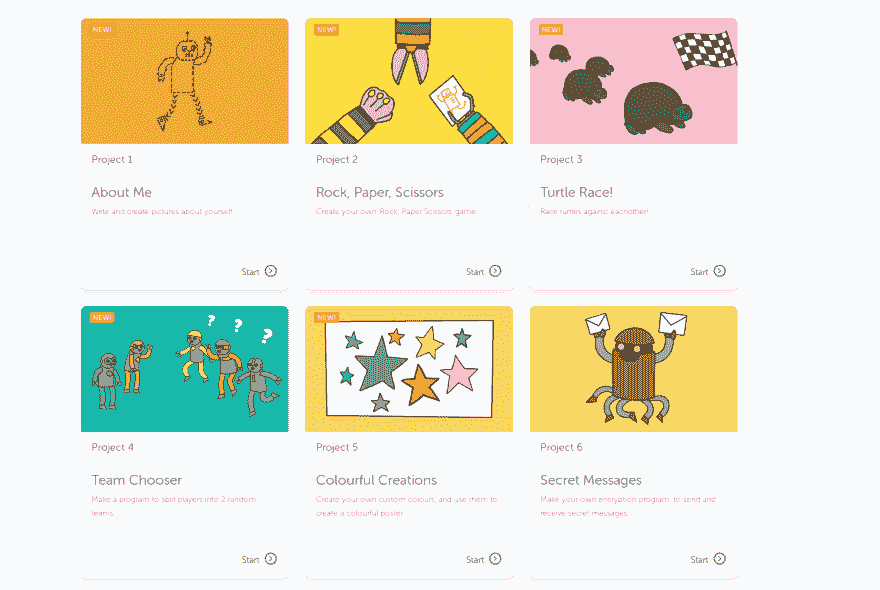 NEW!
NEW!
NEW!
Project 1
Project 2
Project 3
About Me
Rock, Paper, Scissors
Turtle Race!
Write and create pictures about yourself!
Create your own 'Rock, Paper Scissors' game.
Race turtles against eachother!
Start
Start
Start
?
?
?
NEW!
NEW!
Project 4
Project 5
Project 6
Team Chooser
Colourful Creations
Secret Messages
Make a program to split players into 2 random
teams.
Create your own custom colours, and use them to
create a colourful poster.
Make your own encryption program, to send and
receive secret messages.
Start
Start
Start